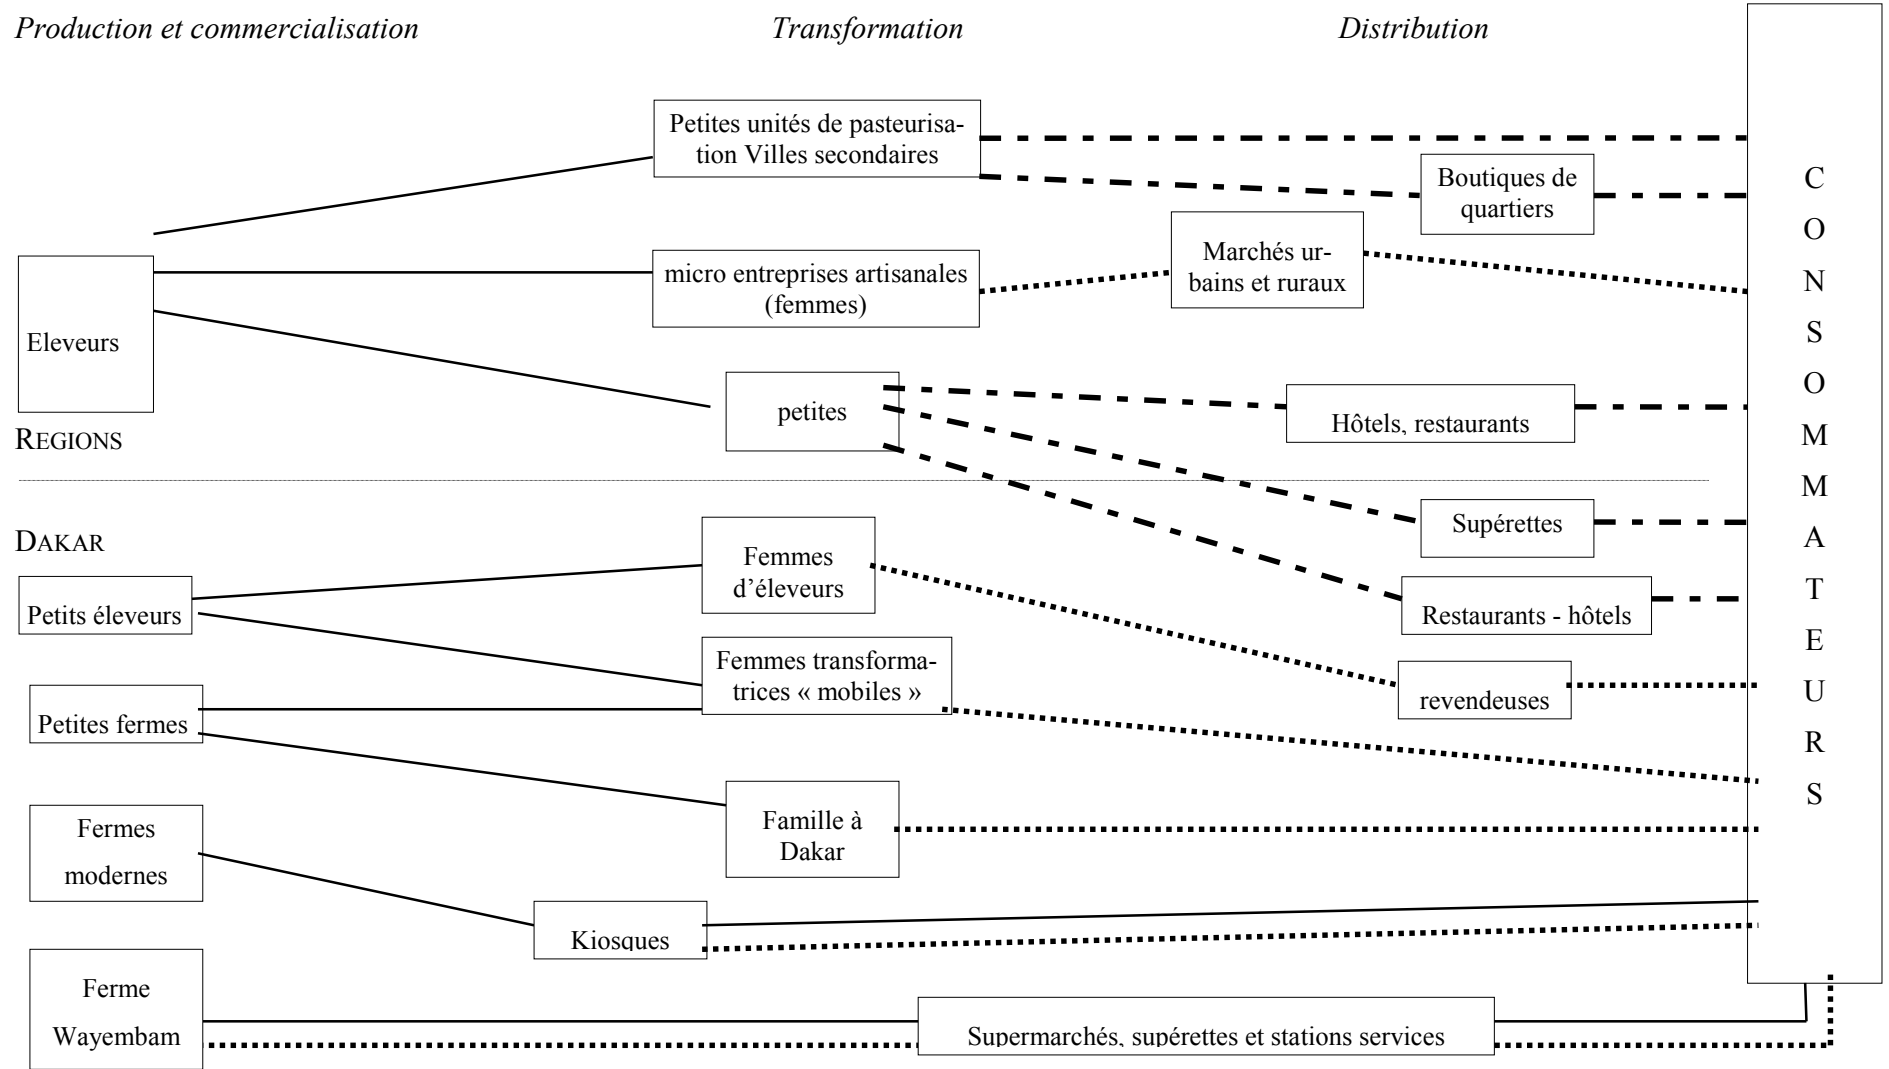 Production et commercialisation
Transformation
Distribution
Petites unités de pasteurisa-
tion Villes secondaires
Boutiques de
quartiers
Marchés ur-
bains et ruraux
micro entreprises artisanales
(femmes)
Eleveurs
petites
Hôtels, restaurants
REGIONS
DAKAR
Supérettes
Femmes
d’éleveurs
Petits éleveurs
Restaurants - hôtels
Femmes transforma-
trices « mobiles »
revendeuses
Petites fermes
Famille à
Dakar
Fermes
modernes
Kiosques
Ferme
Wayembam
Supermarchés, supérettes et stations services
C
O
N
S
O
M
M
A
T
E
U
R
S